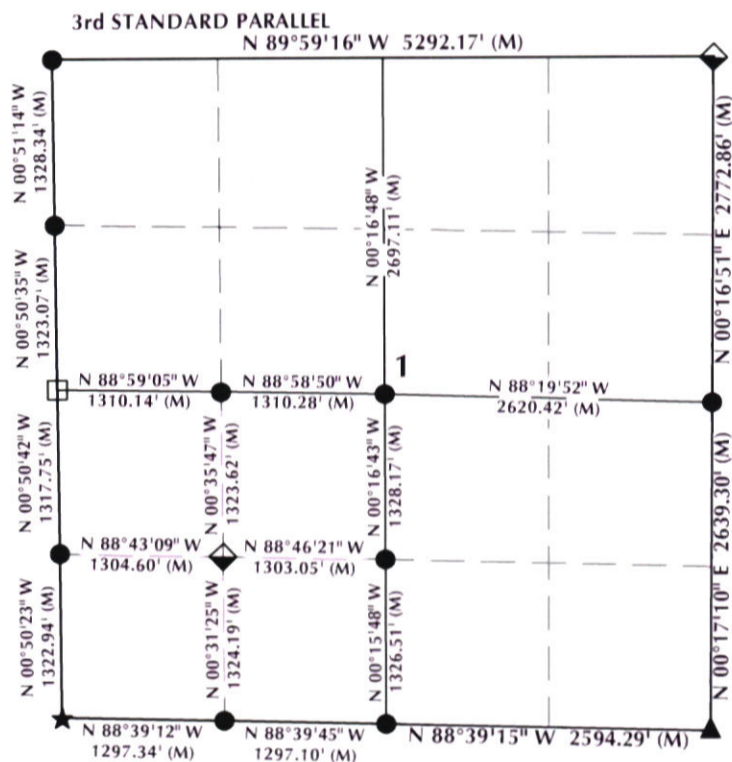 3rd STANDARD PARALLEL
N 89°59'16" W 5292.17' (M)
N 00°51'14" W
1328.34' (M)
N 00°16'48" W
2697.11' (M)
N 00°16'51" E 2772.86' (M)
N 00°50'35" W
1323.07' (M)
1
N 88°59'05" W
1310.14' (M)
N 88°58'50" W
1310.28' (M)
N 88°19'52" W
2620.42' (M)
N 00°50'42" W
1317.75' (M)
N 00°35'47" W
1323.62' (M)
N 00°16'43" W
1328.17' (M)
N 00°17'10" E 2639.30' (M)
N 88°43'09" W
1304.60' (M)
N 88°46'21" W
1303.05' (M)
N 00°50'23" W
1322.94' (M)
N 00°31'25" W
1324.19' (M)
N 00°15'48" W
1326.51' (M)
N 88°39'12" W
1297.34' (M)
N 88°39'45" W
1297.10' (M)
N 88°39'15" W 2594.29' (M)